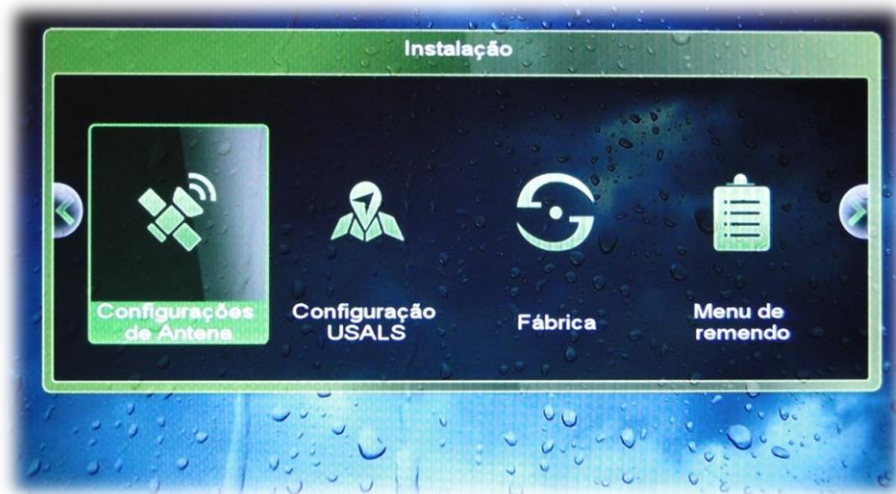 Instalação
Configurações
de Antena
Configuração
USALS
Fábrica
Menu de
remendo